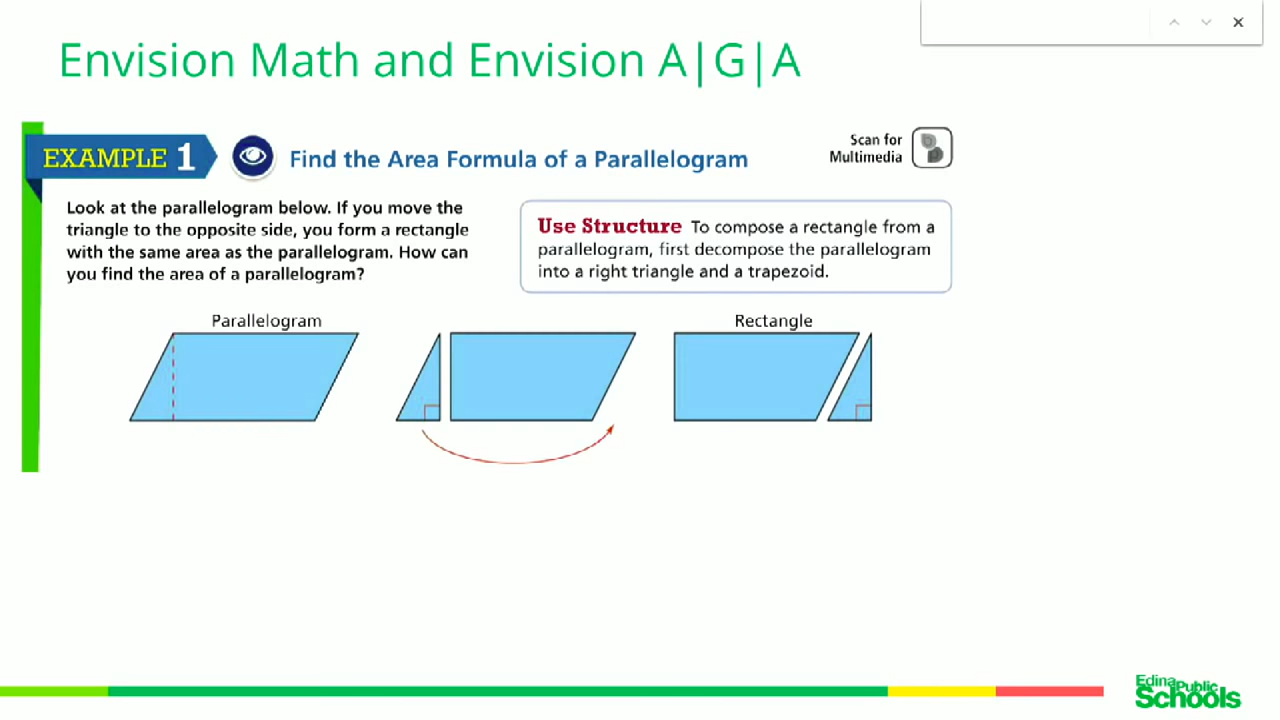 Envision Math and Envision A|G|A
EXAMPLE 1
Find the Area Formula of a Parallelogram
Scan for
Multimedia
Look at the parallelogram below. If you move the
triangle to the opposite side, you form a rectangle
with the same area as the parallelogram. How can
you find the area of a parallelogram?
Use Structure To compose a rectangle from a
parallelogram, first decompose the parallelogram
into a right triangle and a trapezoid.
Parallelogram
Rectangle
Edina Public
Schools